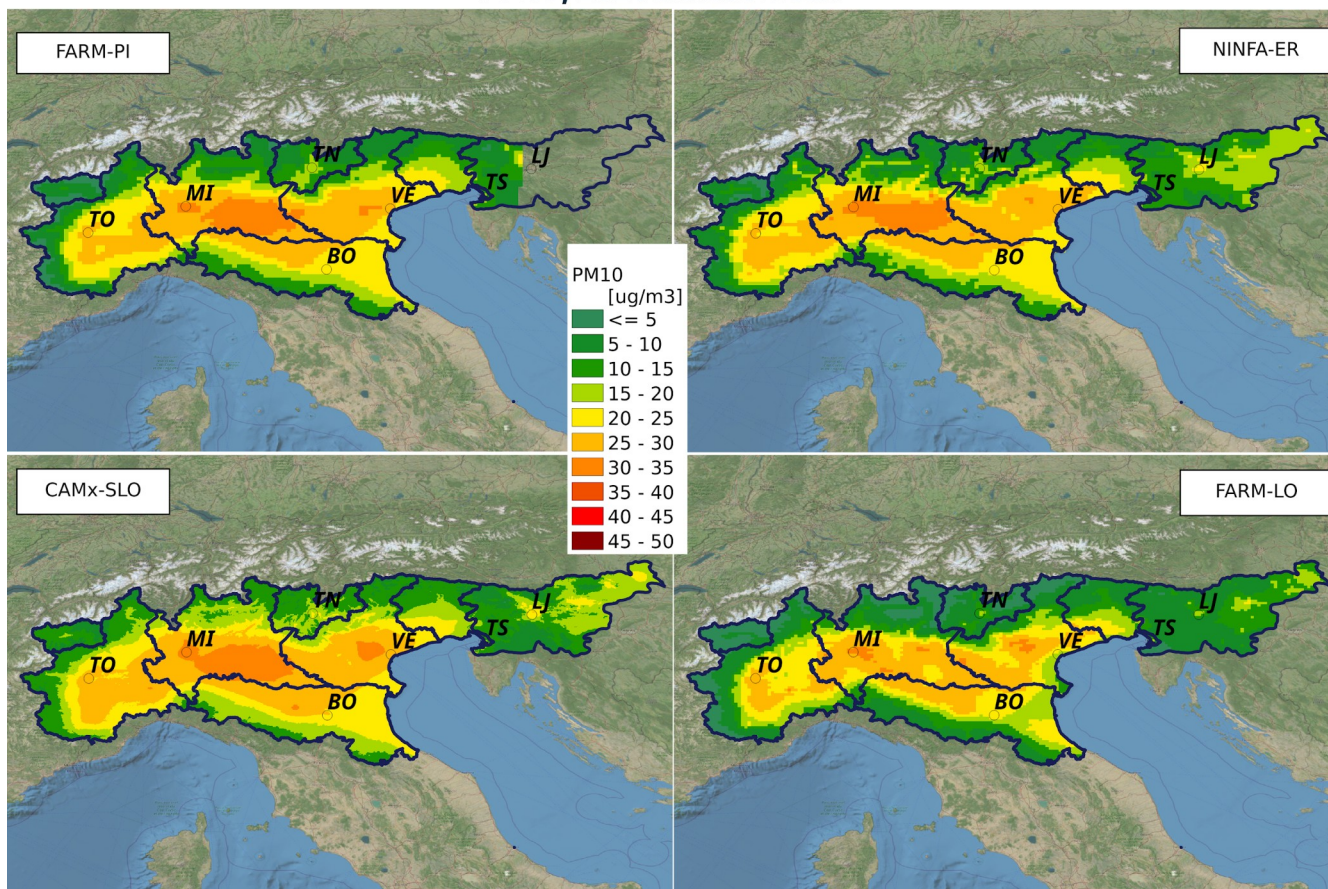 FARM-PI
NINFA-ER
TN
LJ
MI
VE
TS
TO
BO
TN
LJ
MI
VE
TS
TO
BO
PM10
[ug/m3]
<= 5
5 - 10
10 - 15
15 - 20
20 - 25
25 - 30
30 - 35
35 - 40
40 - 45
45 - 50
CAMx-SLO
FARM-LO
TN
LJ
MI
VE
TS
TO
BO
TN
LJ
MI
VE
TS
TO
BO